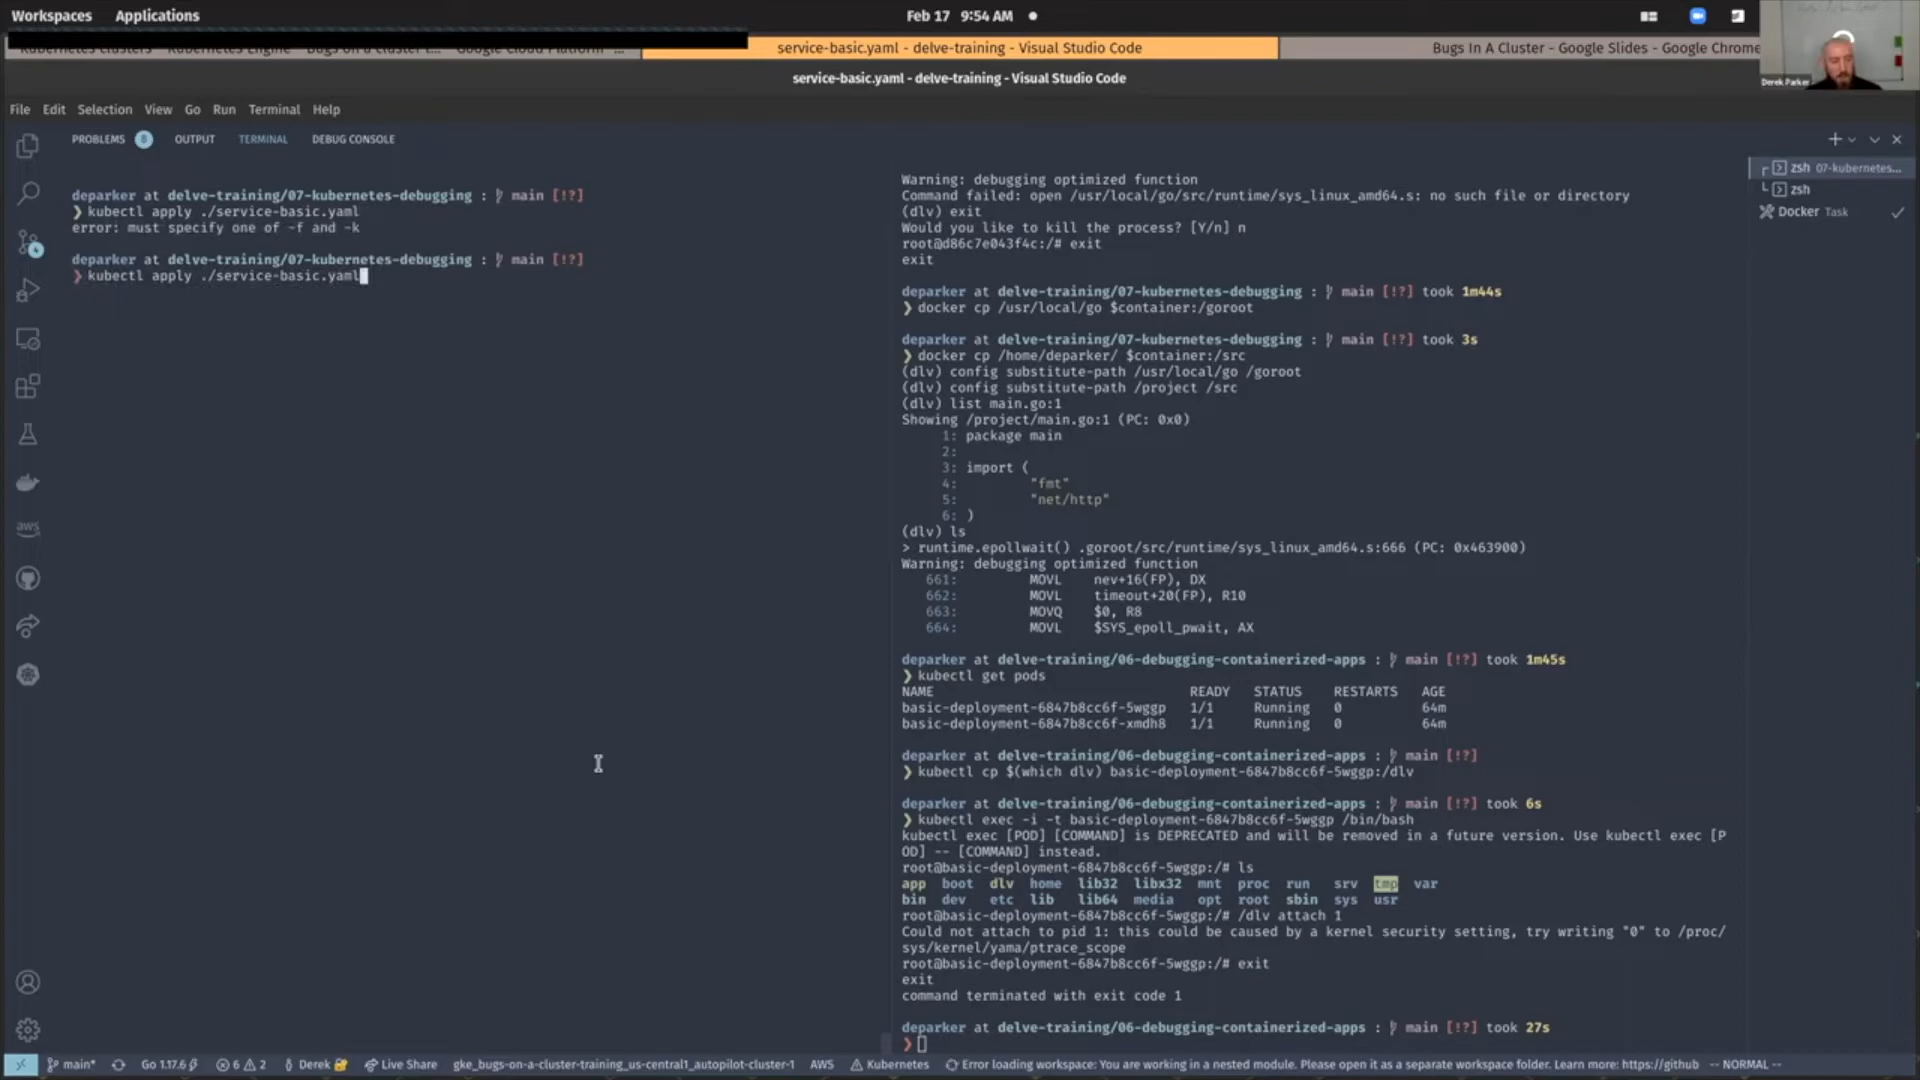 Workspaces Applications
Feb 17 9:54 AM
service-basic.yaml - delve-training - Visual Studio Code
Bugs In A Cluster - Google Slides - Google Chrome
Derek Parker
service-basic.yaml - delve-training - Visual Studio Code
File Edit Selection View Go Run Terminal Help
PROBLEMS 8 OUTPUT TERMINAL DEBUG CONSOLE
deparker at delve-training/07-kubernetes-debugging : main [!?]
❯ kubectl apply ./service-basic.yaml
error: must specify one of -f and -k
deparker at delve-training/07-kubernetes-debugging : main [!?]
❯ kubectl apply ./service-basic.yaml
Warning: debugging optimized function
Command failed: open /usr/local/go/src/runtime/sys_linux_amd64.s: no such file or directory
(dlv) exit
Would you like to kill the process? [Y/n] n
root@d86c7e043f4c:/# exit
exit
deparker at delve-training/07-kubernetes-debugging : main [!?] took 1m44s
❯ docker cp /usr/local/go $container:/goroot
deparker at delve-training/07-kubernetes-debugging : main [!?] took 3s
❯ docker cp /home/deparker/ $container:/src
(dlv) config substitute-path /usr/local/go /goroot
(dlv) config substitute-path /project /src
(dlv) list main.go:1
Showing /project/main.go:1 (PC: 0x0)
1: package main
2:
3: import (
4: "fmt"
5: "net/http"
6: )
(dlv) ls
> runtime.epollwait() .goroot/src/runtime/sys_linux_amd64.s:666 (PC: 0x463900)
Warning: debugging optimized function
661: MOVL nev+16(FP), DX
662: MOVL timeout+20(FP), R10
663: MOVQ $0, R8
664: MOVL $SYS_epoll_pwait, AX
deparker at delve-training/06-debugging-containerized-apps : main [!?] took 1m45s
❯ kubectl get pods
NAME READY STATUS RESTARTS AGE
basic-deployment-6847b8cc6f-5wggp 1/1 Running 0 64m
basic-deployment-6847b8cc6f-xmdh8 1/1 Running 0 64m
deparker at delve-training/06-debugging-containerized-apps : main [!?]
❯ kubectl cp $(which dlv) basic-deployment-6847b8cc6f-5wggp:/dlv
deparker at delve-training/06-debugging-containerized-apps : main [!?] took 6s
❯ kubectl exec -i -t basic-deployment-6847b8cc6f-5wggp /bin/bash
kubectl exec [POD] [COMMAND] is DEPRECATED and will be removed in a future version. Use kubectl exec [P
OD] -- [COMMAND] instead.
root@basic-deployment-6847b8cc6f-5wggp:/# ls
app boot dlv home lib32 libx32 mnt proc run srv tmp var
bin dev etc lib lib64 media opt root sbin sys usr
root@basic-deployment-6847b8cc6f-5wggp:/# /dlv attach 1
Could not attach to pid 1: this could be caused by a kernel security setting, try writing "0" to /proc/
sys/kernel/yama/ptrace_scope
root@basic-deployment-6847b8cc6f-5wggp:/# exit
exit
command terminated with exit code 1
deparker at delve-training/06-debugging-containerized-apps : main [!?] took 27s
❯
zsh 07-kubernetes...
zsh
Docker Task
aws
main* Go 1.17.6 6 2 Derek Live Share gke_bugs-on-a-cluster-training_us-central1_autopilot-cluster-1 AWS Kubernetes Error loading workspace: You are working in a nested module. Please open it as a separate workspace folder. Learn more: https://github -- NORMAL --